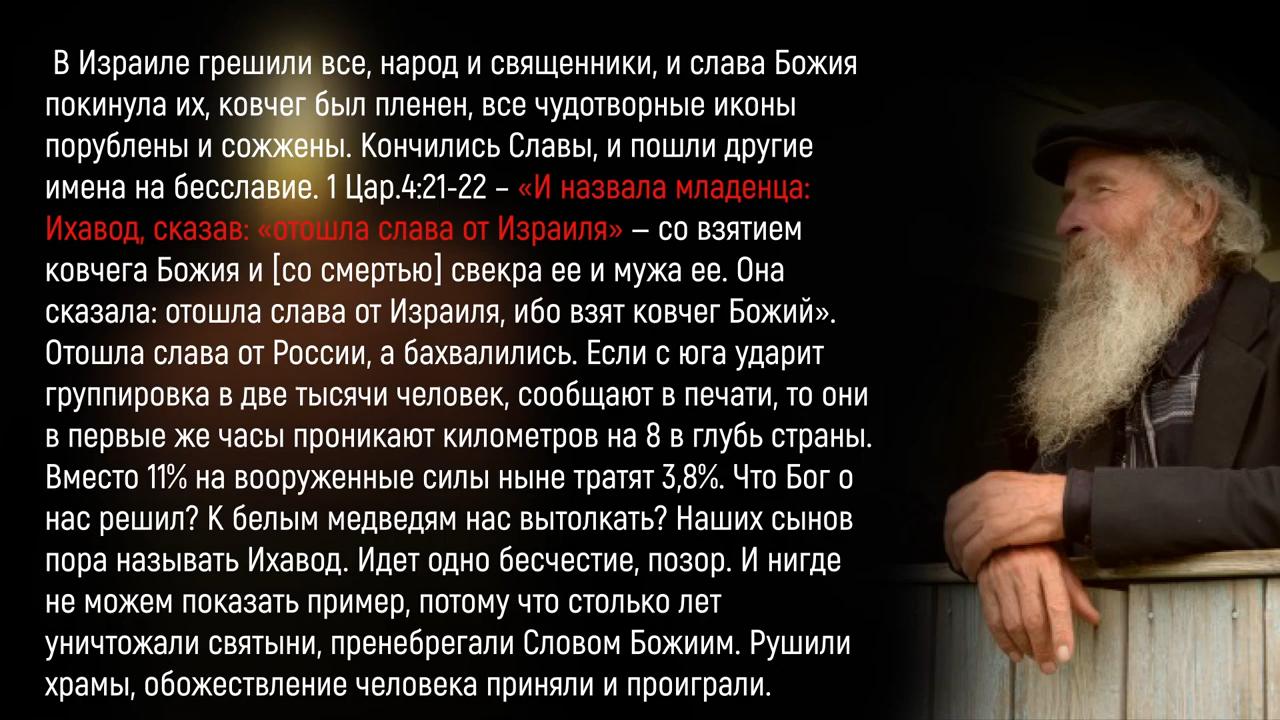 В Израиле грешили все, народ и священники, и слава Божия
покинула их, ковчег был пленен, все чудотворные иконы
порублены и сожжены. Кончились Славы, и пошли другие
имена на бесславие. 1 Цар.4:21-22 – «И назвала младенца:
Ихавод, сказав: «отошла слава от Израиля» – со взятием
ковчега Божия и [со смертью] свекра ее и мужа ее. Она
сказала: отошла слава от Израиля, ибо взят ковчег Божий».
Отошла слава от России, а бахвалились. Если с юга ударит
группировка в две тысячи человек, сообщают в печати, то они
в первые же часы проникают километров на 8 в глубь страны.
Вместо 11% на вооруженные силы ныне тратят 3,8%. Что Бог о
нас решил? К белым медведям нас вытолкать? Наших сынов
пора называть Ихавод. Идет одно бесчестие, позор. И нигде
не можем показать пример, потому что столько лет
уничтожали святыни, пренебрегали Словом Божиим. Рушили
храмы, обожествление человека приняли и проиграли.